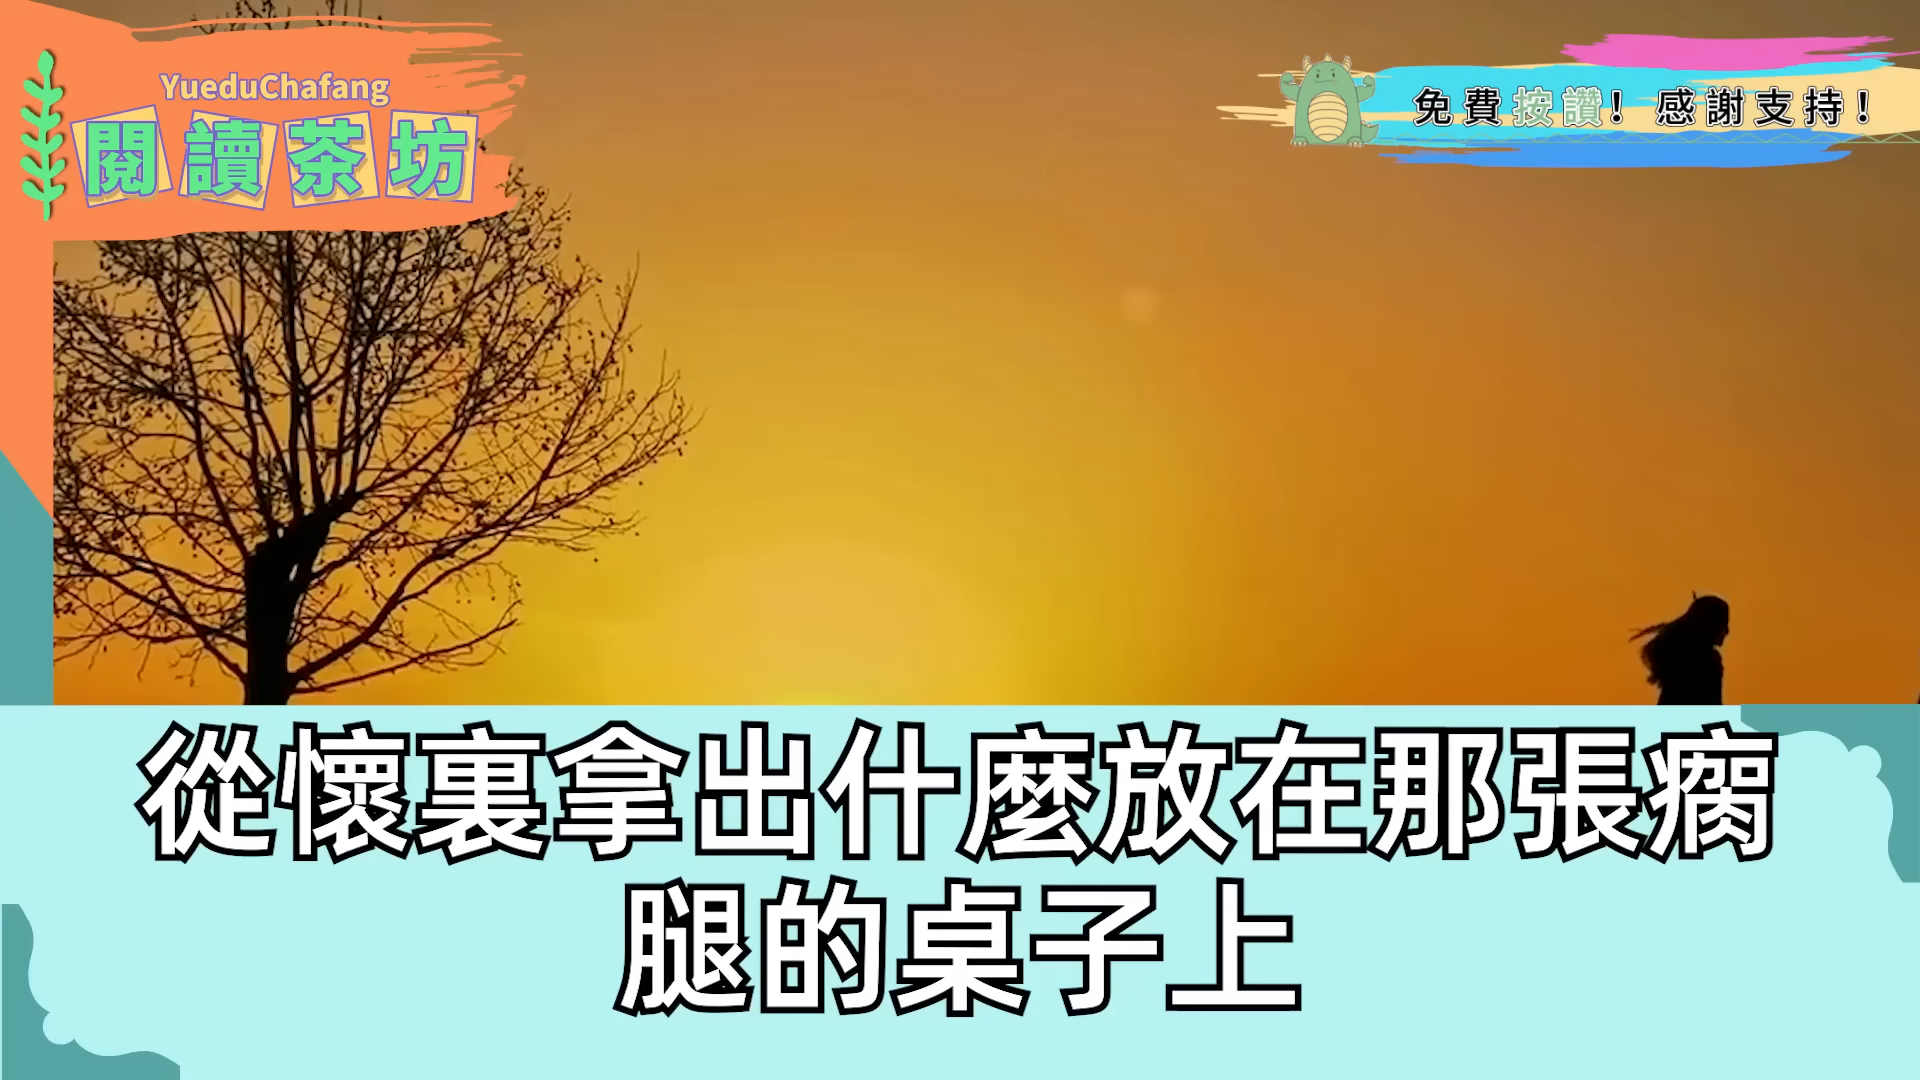 YueduChafang
閱讀茶坊
免費按讚！感謝支持！
從懷裏拿出什麼放在那張瘸
腿的桌子上